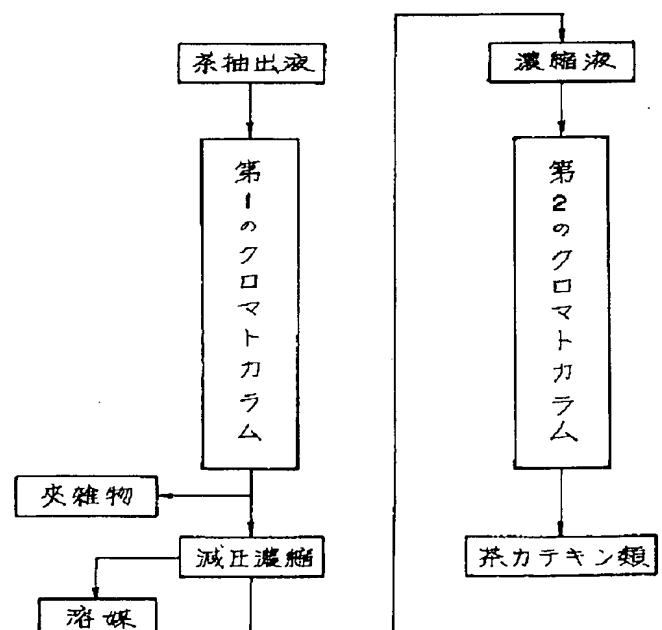 茶抽出液
第1のクロマトカラム
夾雑物
減圧濃縮
溶媒
濃縮液
第2のクロマトカラム
茶カテキン類